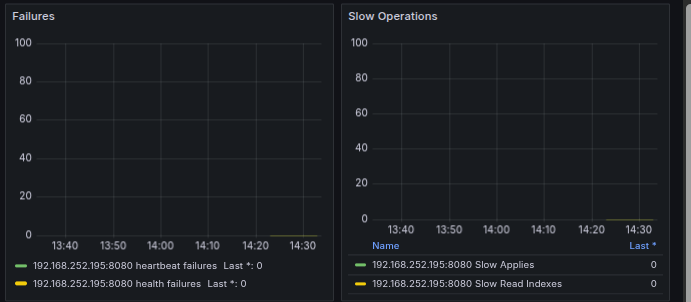 Failures
100
80
60
40
20
0
13:40 13:50 14:00 14:10 14:20 14:30
192.168.252.195:8080 heartbeat failures Last *: 0
192.168.252.195:8080 health failures Last *: 0
Slow Operations
100
80
60
40
20
0
13:40 13:50 14:00 14:10 14:20 14:30
Name Last *
192.168.252.195:8080 Slow Applies 0
192.168.252.195:8080 Slow Read Indexes 0